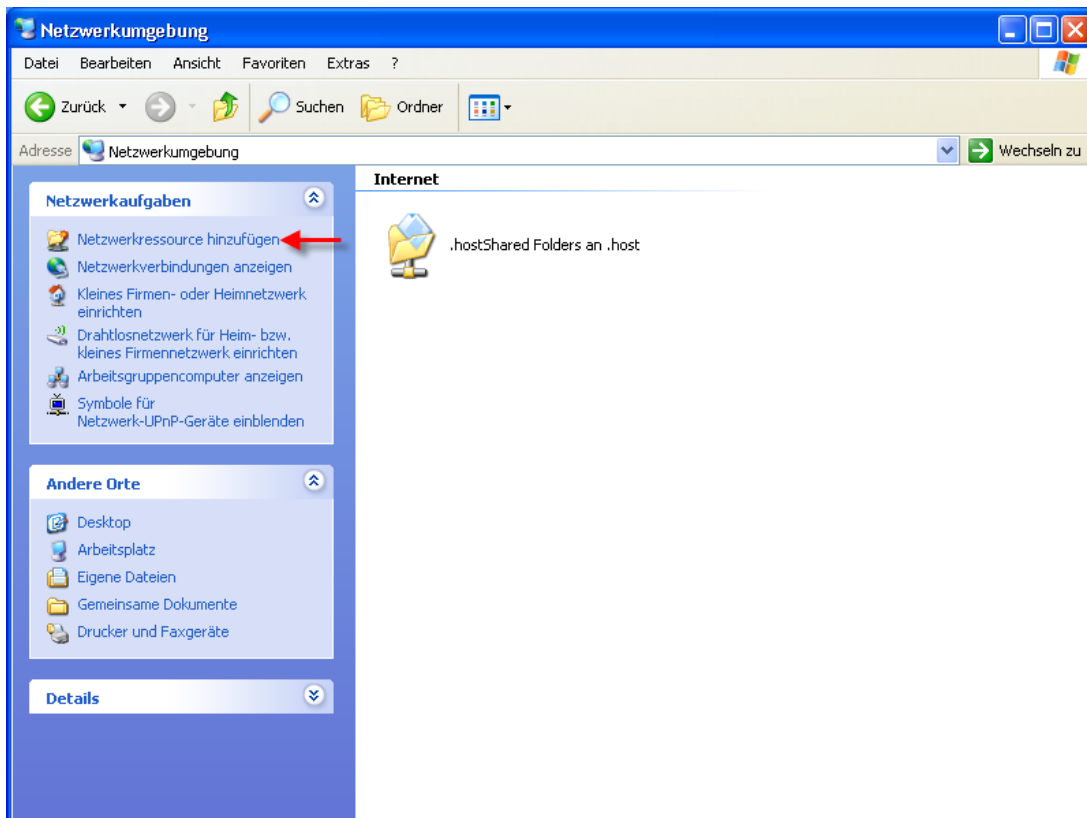 Netzwerkumgebung
Datei Bearbeiten Ansicht Favoriten Extras ?
Zurück Suchen Ordner
Adresse Netzwerkumgebung Wechseln zu
Netzwerkaufgaben
Netzwerkressource hinzufügen
Netzwerkverbindungen anzeigen
Kleines Firmen- oder Heimnetzwerk
einrichten
Drahtlosnetzwerk für Heim- bzw.
kleines Firmennetzwerk einrichten
Arbeitsgruppencomputer anzeigen
Symbole für
Netzwerk-UPnP-Geräte einblenden
Andere Orte
Desktop
Arbeitsplatz
Eigene Dateien
Gemeinsame Dokumente
Drucker und Faxgeräte
Details
Internet
.hostShared Folders an .host